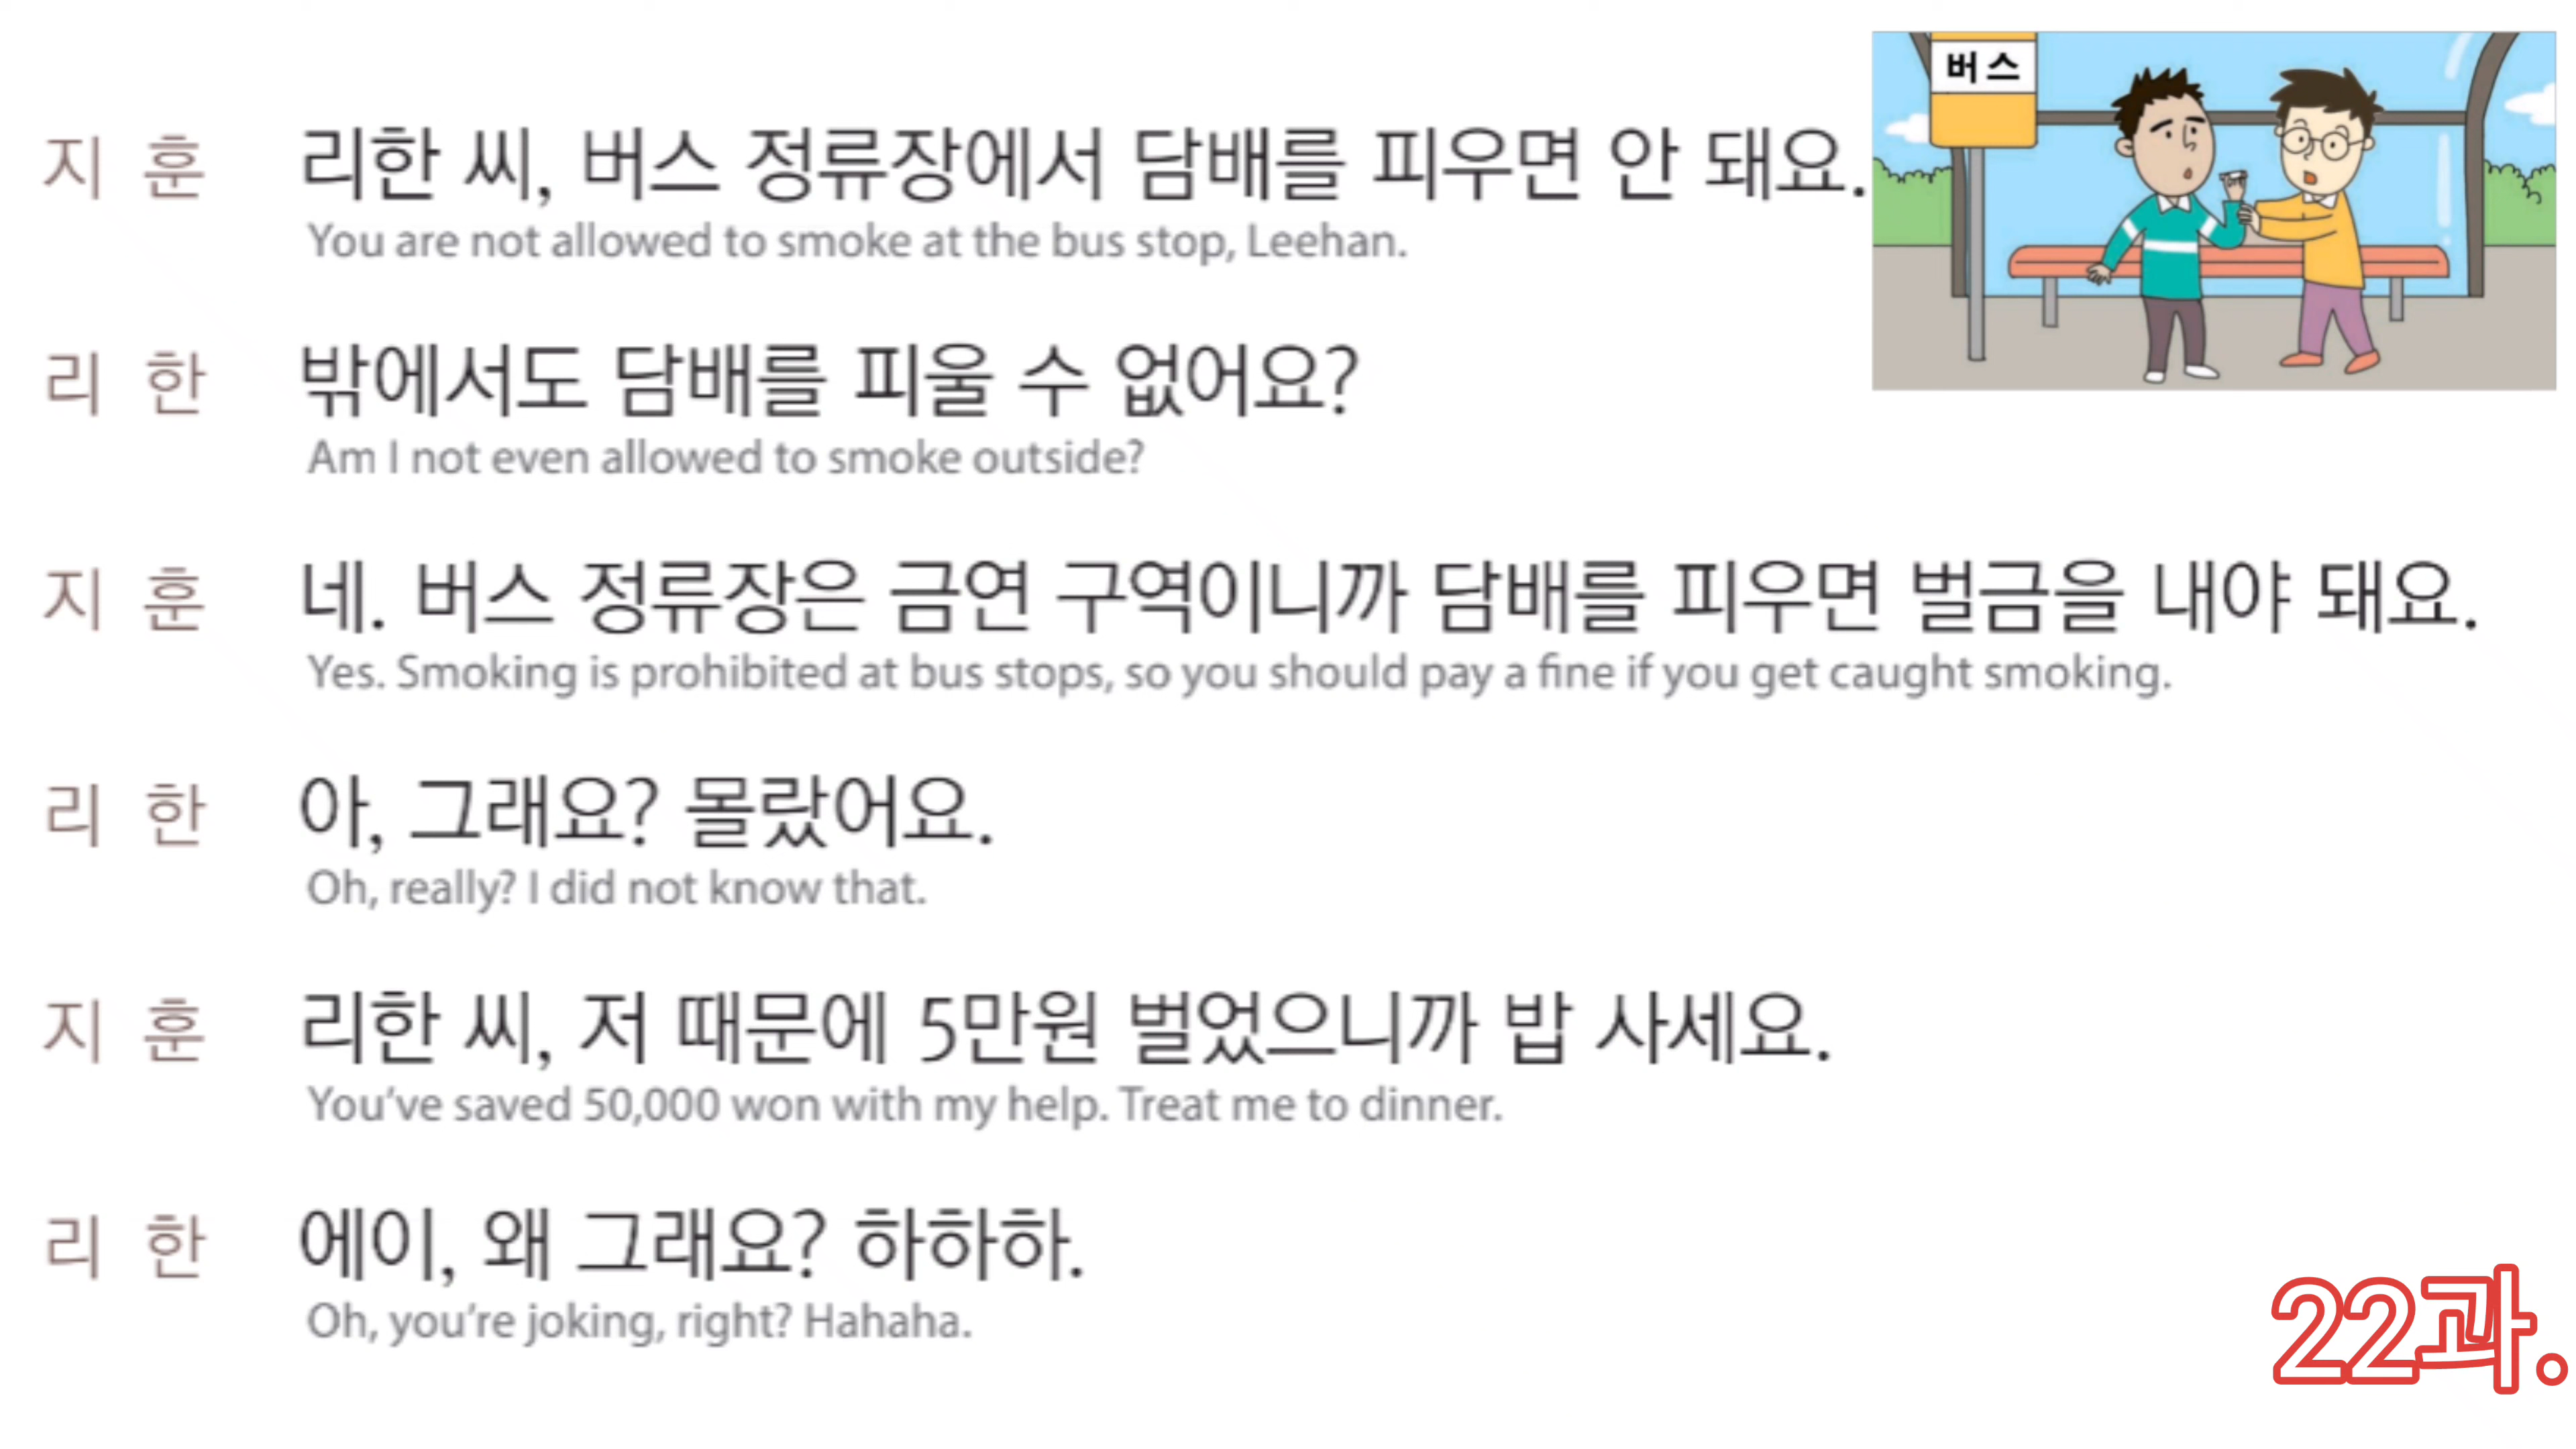 버스
지훈 리한 씨, 버스 정류장에서 담배를 피우면 안 돼요.
You are not allowed to smoke at the bus stop, Leehan.
리한 밖에서도 담배를 피울 수 없어요?
Am I not even allowed to smoke outside?
지훈 네. 버스 정류장은 금연 구역이니까 담배를 피우면 벌금을 내야 돼요.
Yes. Smoking is prohibited at bus stops, so you should pay a fine if you get caught smoking.
리한 아, 그래요? 몰랐어요.
Oh, really? I did not know that.
지훈 리한 씨, 저 때문에 5만원 벌었으니까 밥 사세요.
You've saved 50,000 won with my help. Treat me to dinner.
리한 에이, 왜 그래요? 하하하.
Oh, you're joking, right? Hahaha.
22과.